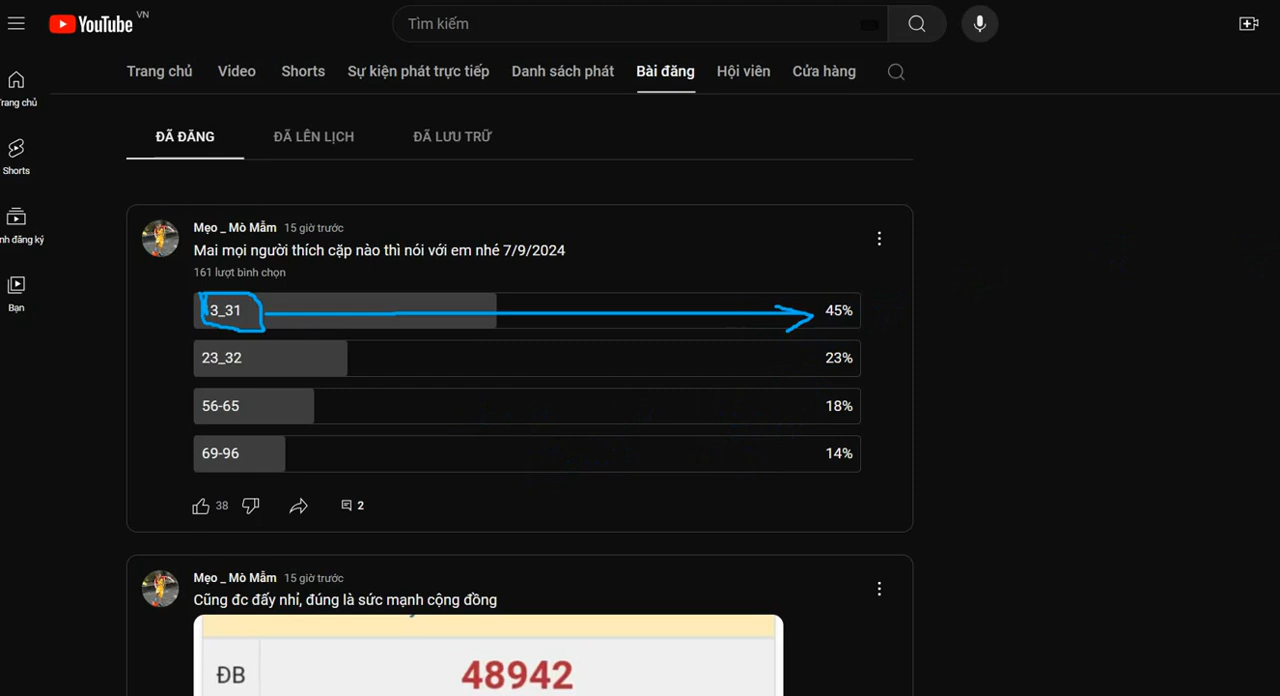 YouTube VN
Tìm kiếm
Trang chủ Video Shorts Sự kiện phát trực tiếp Danh sách phát Bài đăng Hội viên Cửa hàng
rang chủ
Shorts
nh đăng ký
Bạn
ĐÃ ĐĂNG ĐÃ LÊN LỊCH ĐÃ LƯU TRỮ
Mẹo _ Mò Mẫm 15 giờ trước
Mai mọi người thích cặp nào thì nói với em nhé 7/9/2024
161 lượt bình chọn
3_31 45%
23_32 23%
56-65 18%
69-96 14%
38 2
Mẹo _ Mò Mẫm 15 giờ trước
Cũng đc đấy nhỉ, đúng là sức mạnh cộng đồng
ĐB 48942